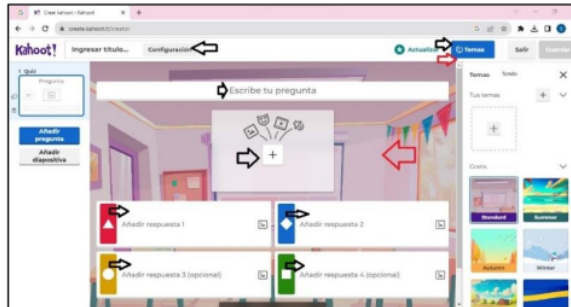 Crear kahoot - Kahoot!
create.kahoot.it/creator
Kahoot!
Ingresar título...
Configuración
Actualizar
Temas
Salir
Guardar
1 Quiz
Pregunta
Añadir pregunta
Añadir diapositiva
Escribe tu pregunta
Añadir respuesta 1
Añadir respuesta 2
Añadir respuesta 3 (opcional)
Añadir respuesta 4 (opcional)
Temas
Fondo
Tus temas
Gratis
Standard
Summer
Autumn
Winter